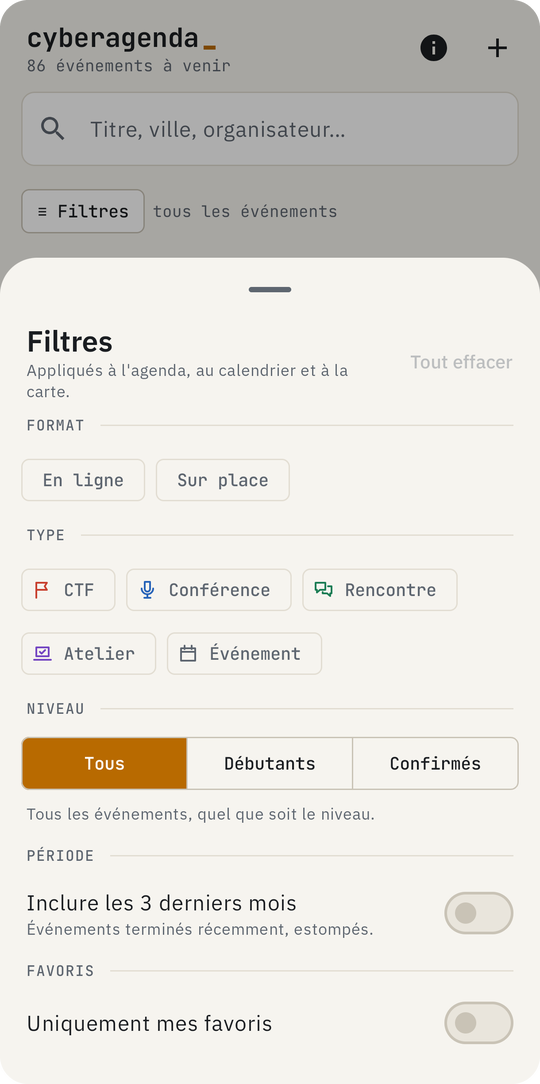 cyberagenda_
86 événements à venir
Titre, ville, organisateur...
≡ Filtres tous les événements
Filtres
Appliqués à l'agenda, au calendrier et à la
carte.
Tout effacer
FORMAT
En ligne Sur place
TYPE
CTF Conférence Rencontre
Atelier Événement
NIVEAU
Tous Débutants Confirmés
Tous les événements, quel que soit le niveau.
PÉRIODE
Inclure les 3 derniers mois
Événements terminés récemment, estompés.
FAVORIS
Uniquement mes favoris